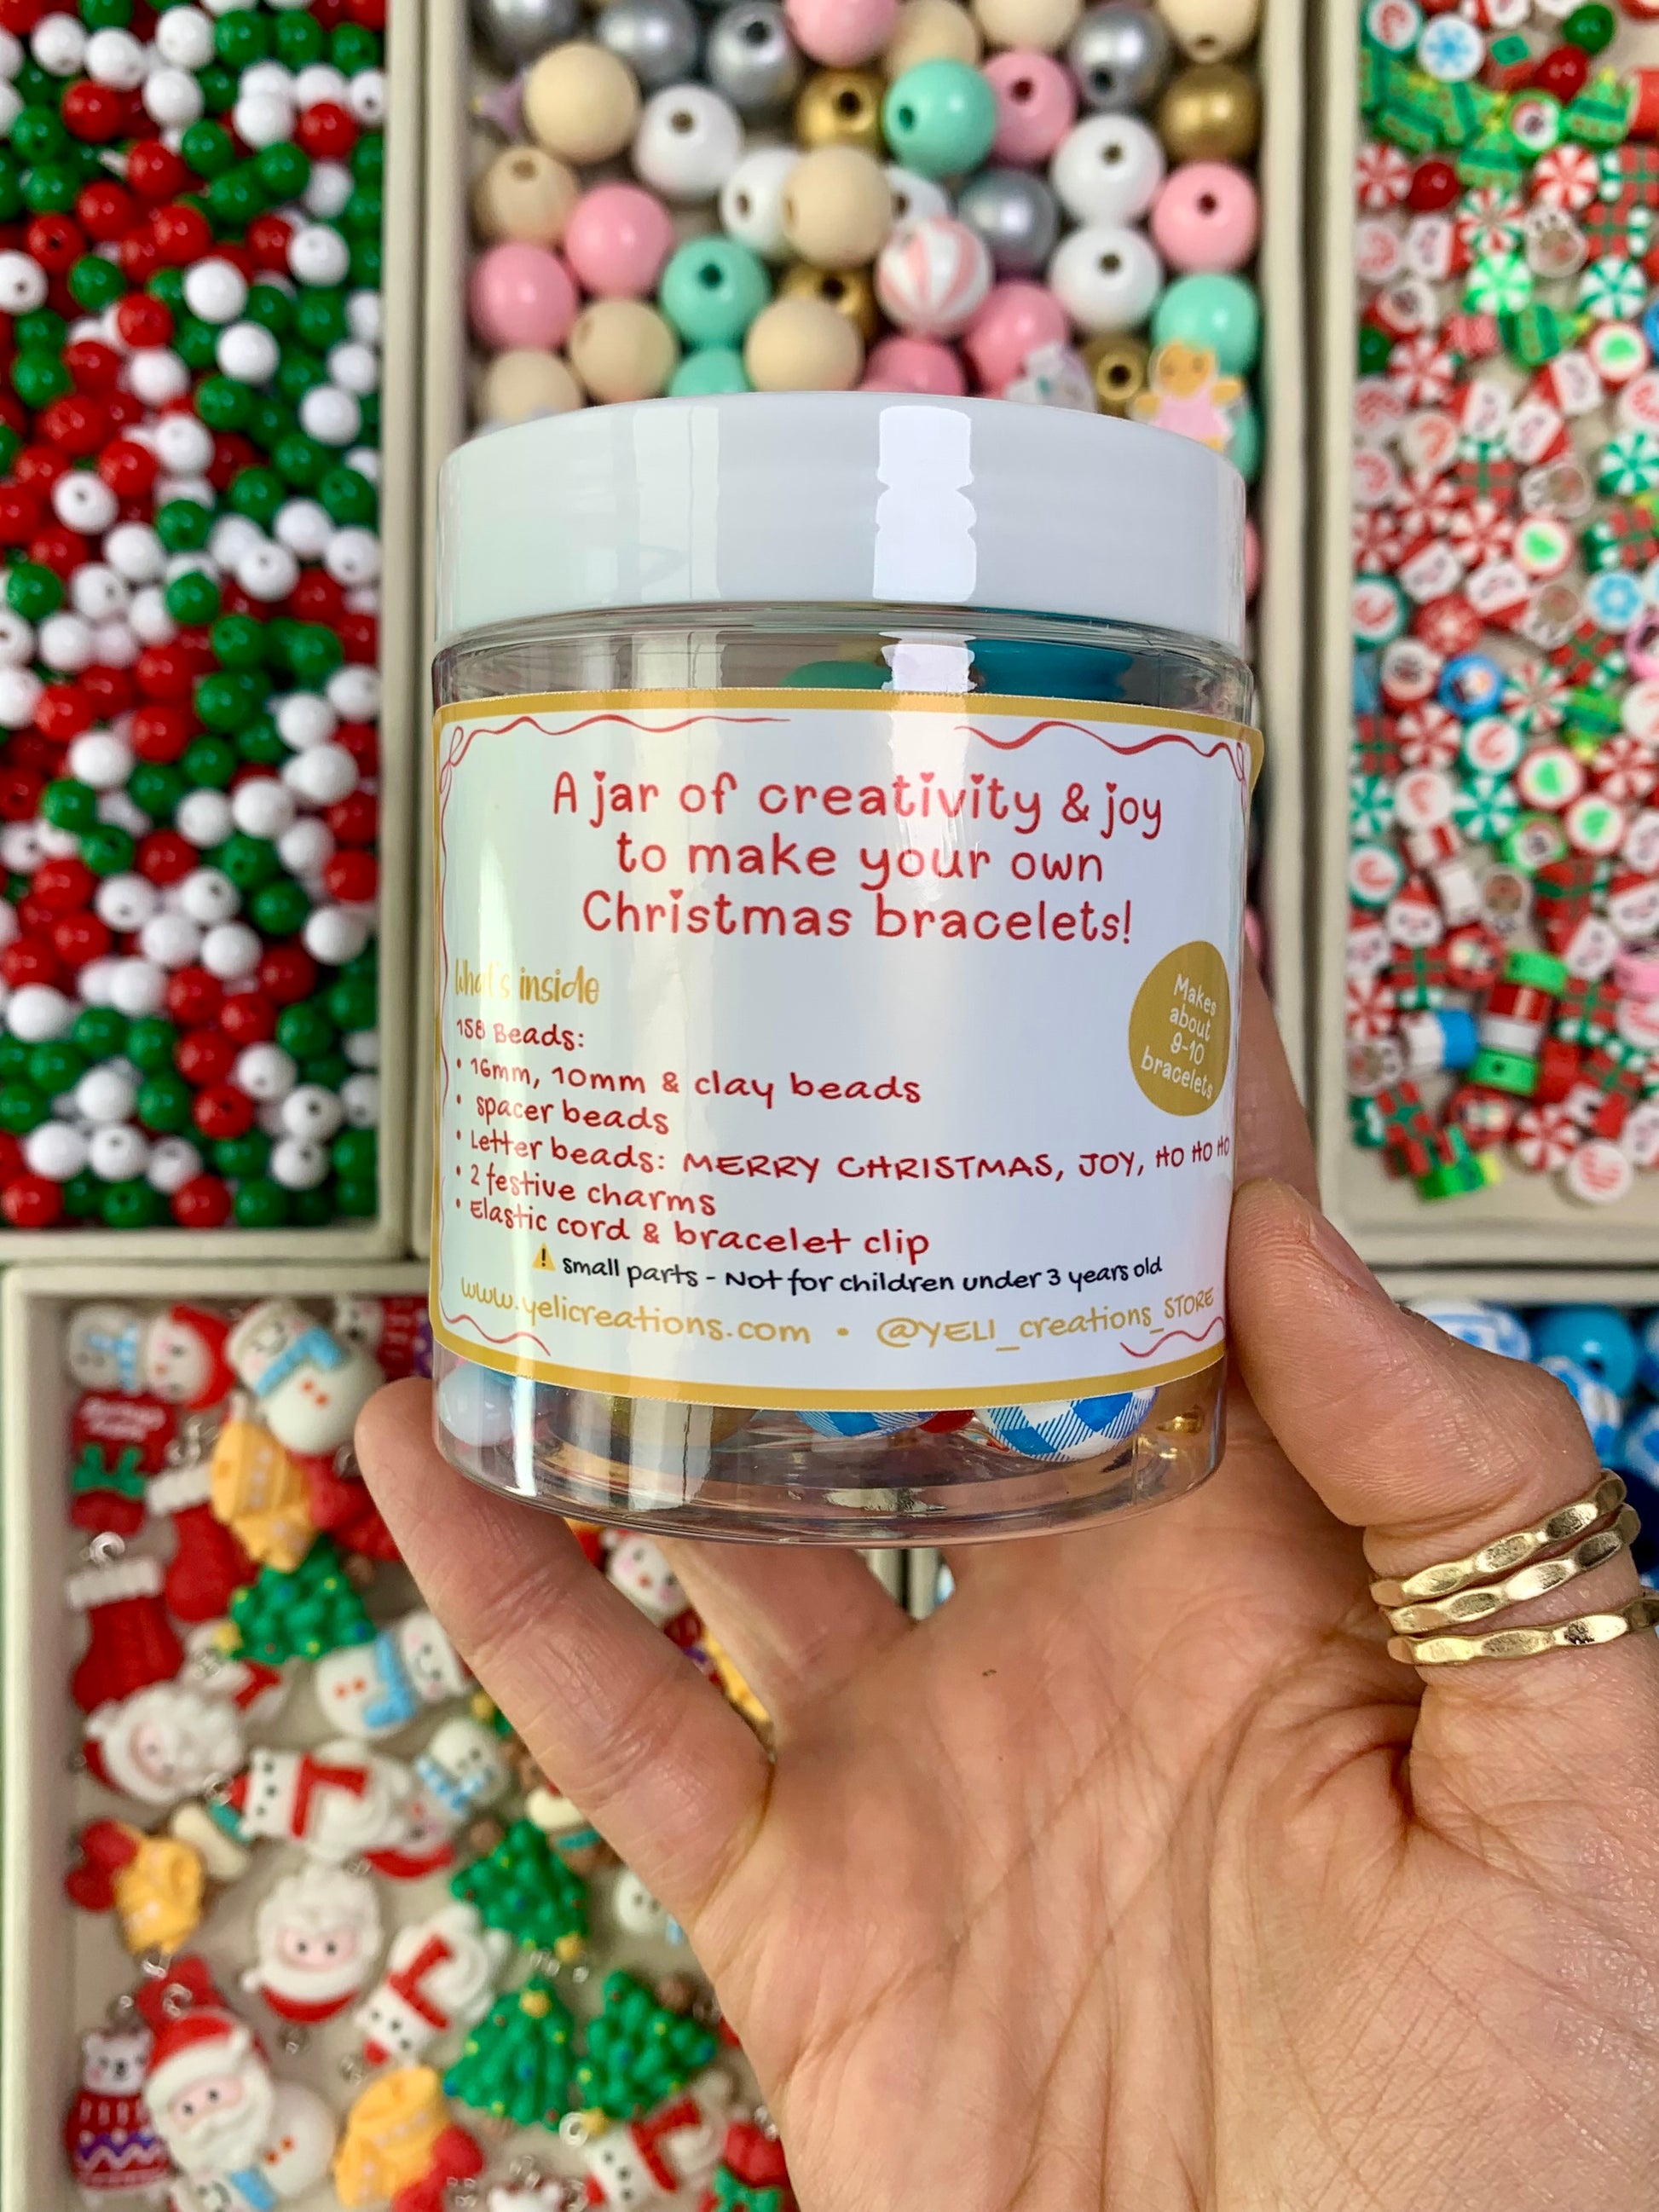 A jar of creativity & joy
to make your own
Christmas bracelets!
What's inside
Makes
about
9-10
bracelets
158 Beads:
• 16mm, 10mm & clay beads
• spacer beads
• Letter beads: MERRY CHRISTMAS, JOY, HO HO HO
• 2 festive charms
• Elastic cord & bracelet clip
⚠ small parts - Not for children under 3 years old
www.yelicreations.com • @YELI_creations_STORE